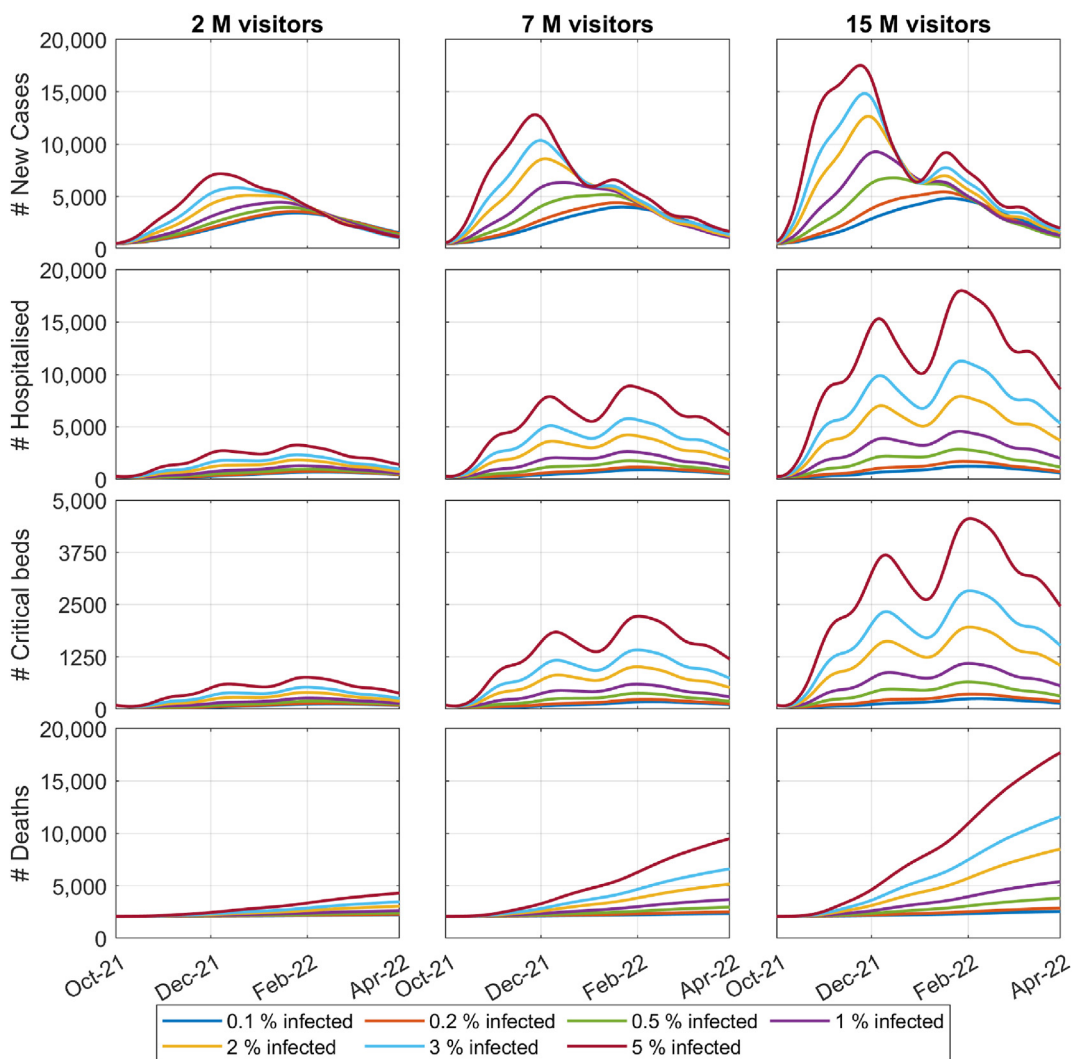 2 M visitors 7 M visitors 15 M visitors
# New Cases
20,000
15,000
10,000
5,000
0
# Hospitalised
20,000
15,000
10,000
5,000
0
# Critical beds
5,000
3750
2500
1250
0
# Deaths
20,000
15,000
10,000
5,000
0
Oct-21 Dec-21 Feb-22 Apr-22 Oct-21 Dec-21 Feb-22 Apr-22 Oct-21 Dec-21 Feb-22 Apr-22
0.1 % infected 0.2 % infected 0.5 % infected 1 % infected
2 % infected 3 % infected 5 % infected